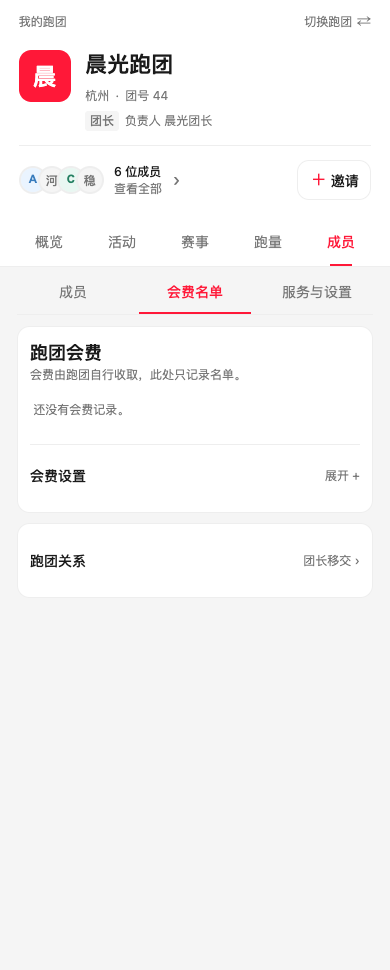 我的跑团
切换跑团 ⇄
晨
晨光跑团
杭州 · 团号 44
团长 负责人 晨光团长
A 河 C 稳
6 位成员
查看全部 ›
+ 邀请
概览 活动 赛事 跑量 成员
成员 会费名单 服务与设置
跑团会费
会费由跑团自行收取，此处只记录名单。
还没有会费记录。
会费设置 展开 +
跑团关系 团长移交 ›